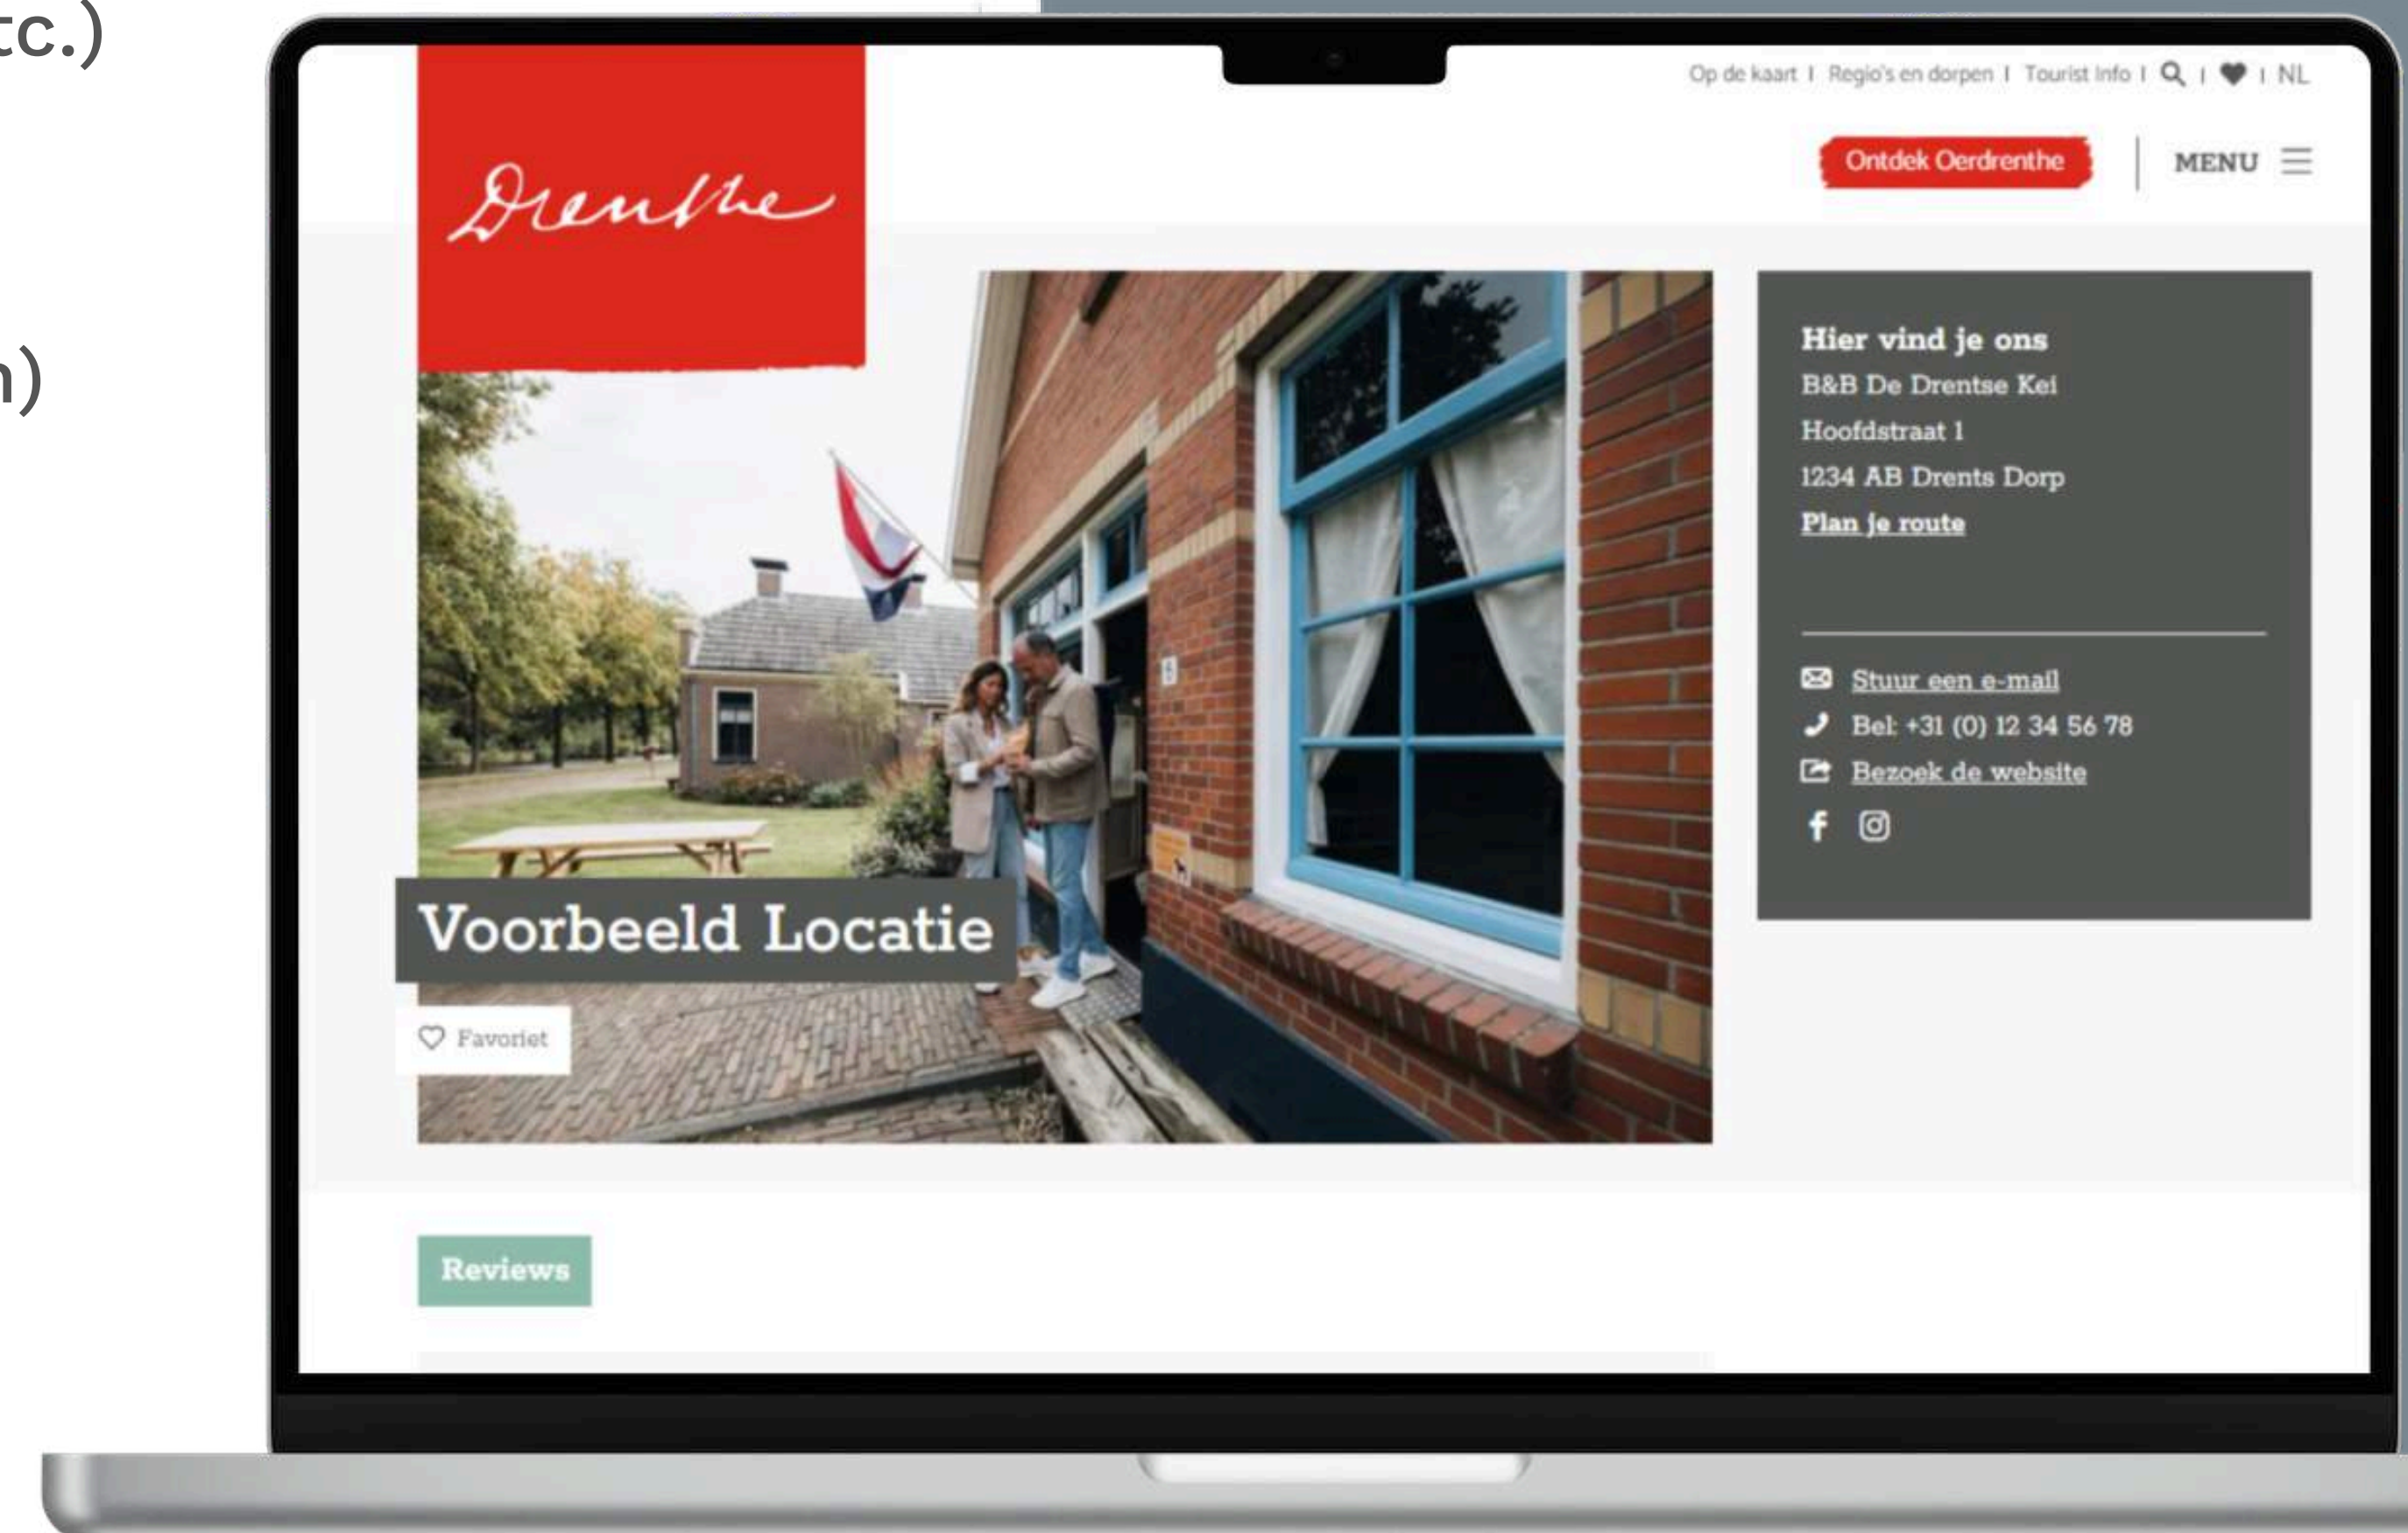 tc.)
n)
Drenthe
Op de kaart | Regio's en dorpen | Tourist Info | | | NL
Ontdek Oerdrenthe
MENU
Hier vind je ons
B&B De Drentse Kei
Hoofdstraat 1
1234 AB Drents Dorp
Plan je route
Stuur een e-mail
Bel: +31 (0) 12 34 56 78
Bezoek de website
Voorbeeld Locatie
Favoriet
Reviews